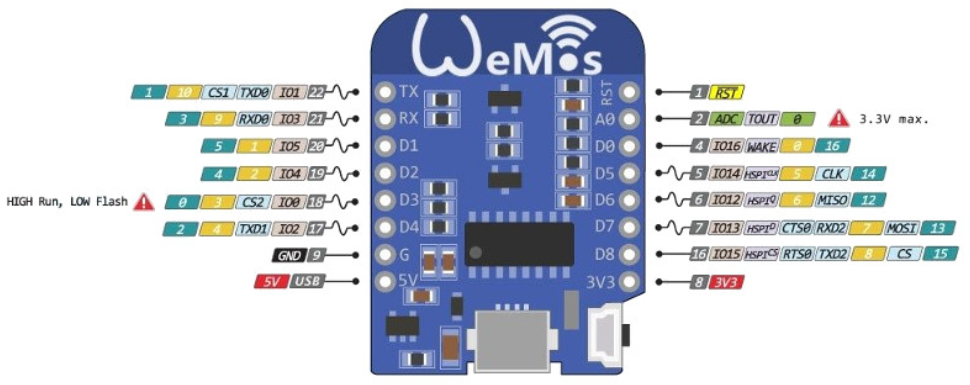 WeMos
1 10 CS1 TXD0 IO1 22 TX
3 9 RXD0 IO3 21 RX
5 1 IO5 20 D1
4 2 IO4 19 D2
HIGH Run, LOW Flash 0 3 CS2 IO0 18 D3
2 4 TXD1 IO2 17 D4
GND 9 G
5V USB 5V
RST 1 RST
A0 2 ADC TOUT 0 3.3V max.
D0 4 IO16 WAKE 0 16
D5 5 IO14 HSPICLK 5 CLK 14
D6 6 IO12 HSPIQ 6 MISO 12
D7 7 IO13 HSPID CTS0 RXD2 7 MOSI 13
D8 16 IO15 HSPICS RTS0 TXD2 8 CS 15
3V3 8 3V3